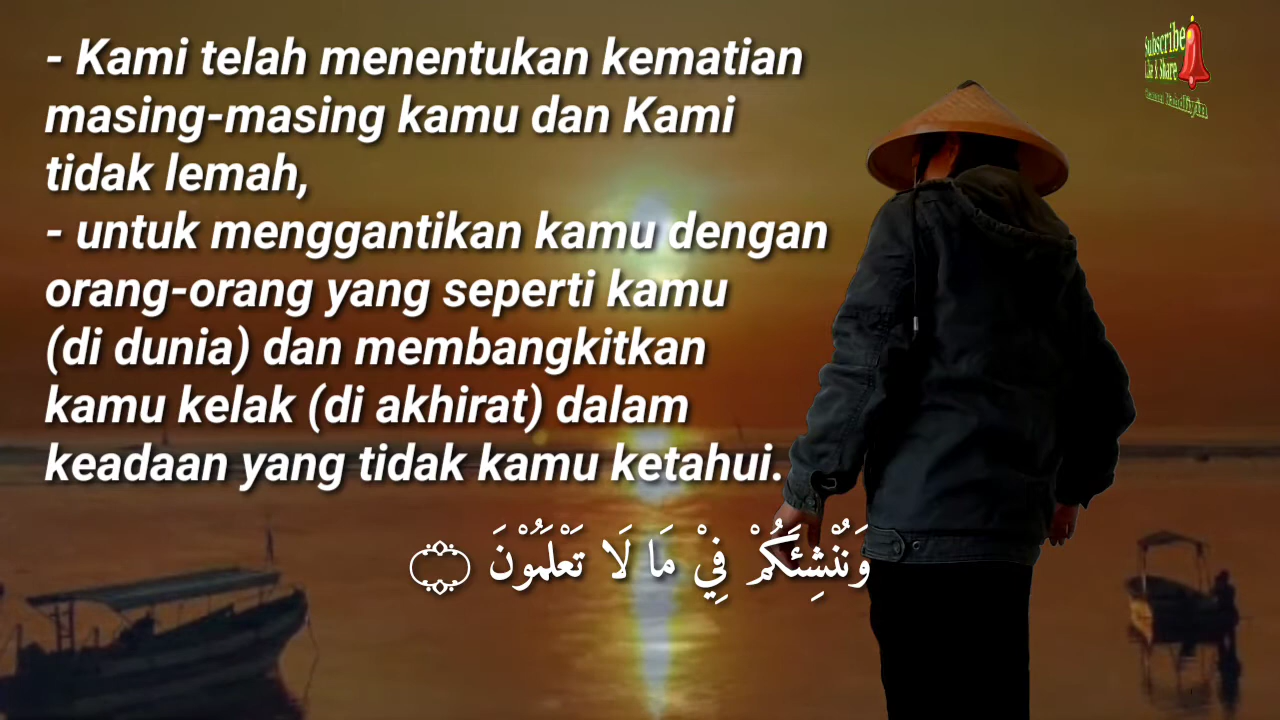 - Kami telah menentukan kematian
masing-masing kamu dan Kami
tidak lemah,
- untuk menggantikan kamu dengan
orang-orang yang seperti kamu
(di dunia) dan membangkitkan
kamu kelak (di akhirat) dalam
keadaan yang tidak kamu ketahui.
وَنُنْشِئَكُمْ فِيْ مَا لَا تَعْلَمُوْنَ ۝
Subscribe
Like & Share